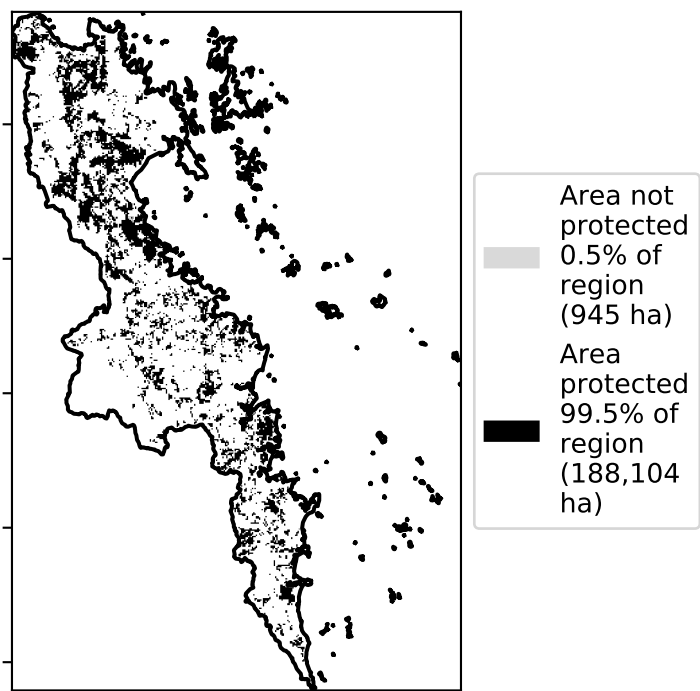 Area not
protected
0.5% of
region
(945 ha)
Area
protected
99.5% of
region
(188,104
ha)